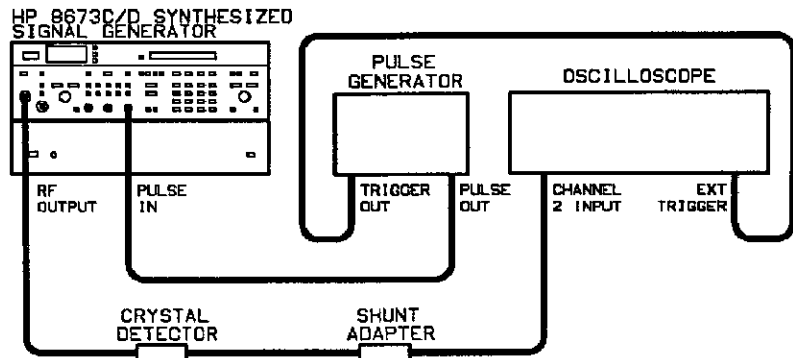 HP 8673C/D SYNTHESIZED
SIGNAL GENERATOR
PULSE
GENERATOR
OSCILLOSCOPE
RF
OUTPUT
PULSE
IN
TRIGGER
OUT
PULSE
OUT
CHANNEL
2 INPUT
EXT
TRIGGER
CRYSTAL
DETECTOR
SHUNT
ADAPTER